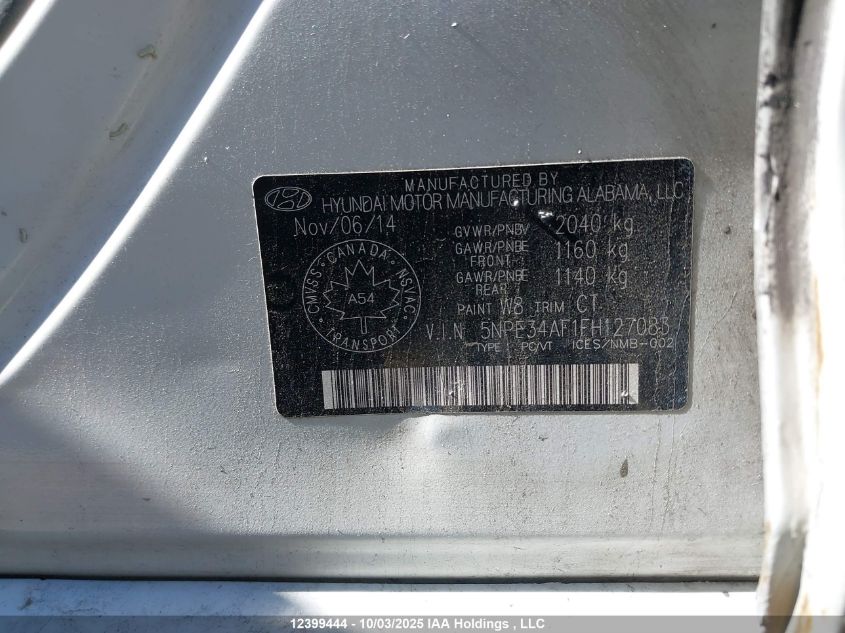 MANUFACTURED BY
HYUNDAI MOTOR MANUFACTURING ALABAMA, LLC
Nov/06/14
GVWR/PNBV 2040 kg
GAWR/PNBE FRONT 1160 kg
GAWR/PNBE REAR 1140 kg
CMVSS · CANADA · NSVAC
A54
TRANSPORT
PAINT W8 TRIM CT
V.I.N 5NPE34AF1FH127083
TYPE : PC/VT ICES/NMB-002
12399444 - 10/03/2025 IAA Holdings , LLC